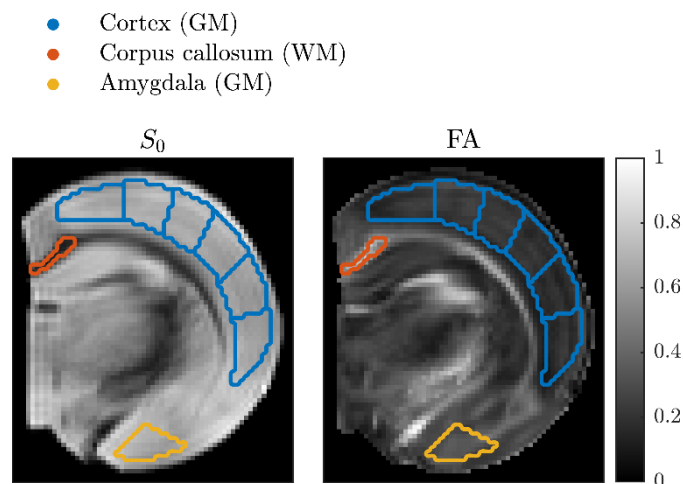 Cortex (GM)
Corpus callosum (WM)
Amygdala (GM)
S₀
FA
1
0.8
0.6
0.4
0.2
0